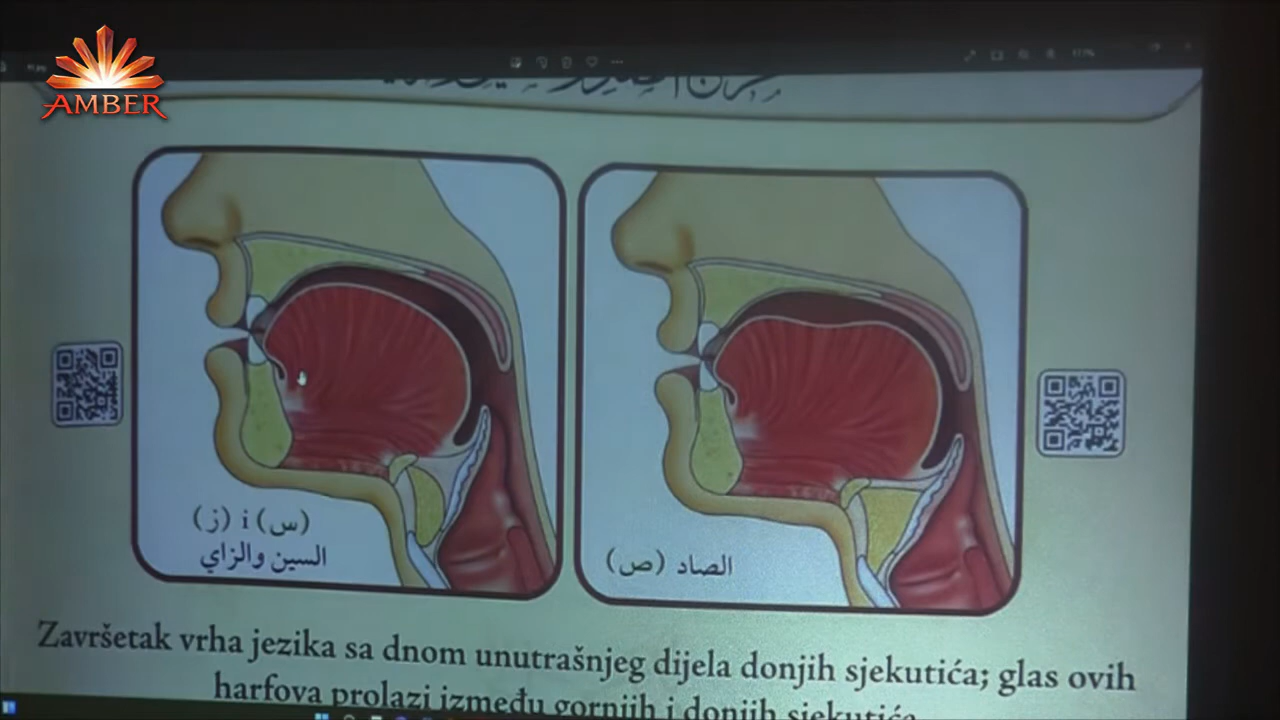 AMBER
(ز) i (س)
السين والزاي
الصاد (ص)
Završetak vrha jezika sa dnom unutrašnjeg dijela donjih sjekutića; glas ovih
harfova prolazi između gornjih i donjih sjekutića